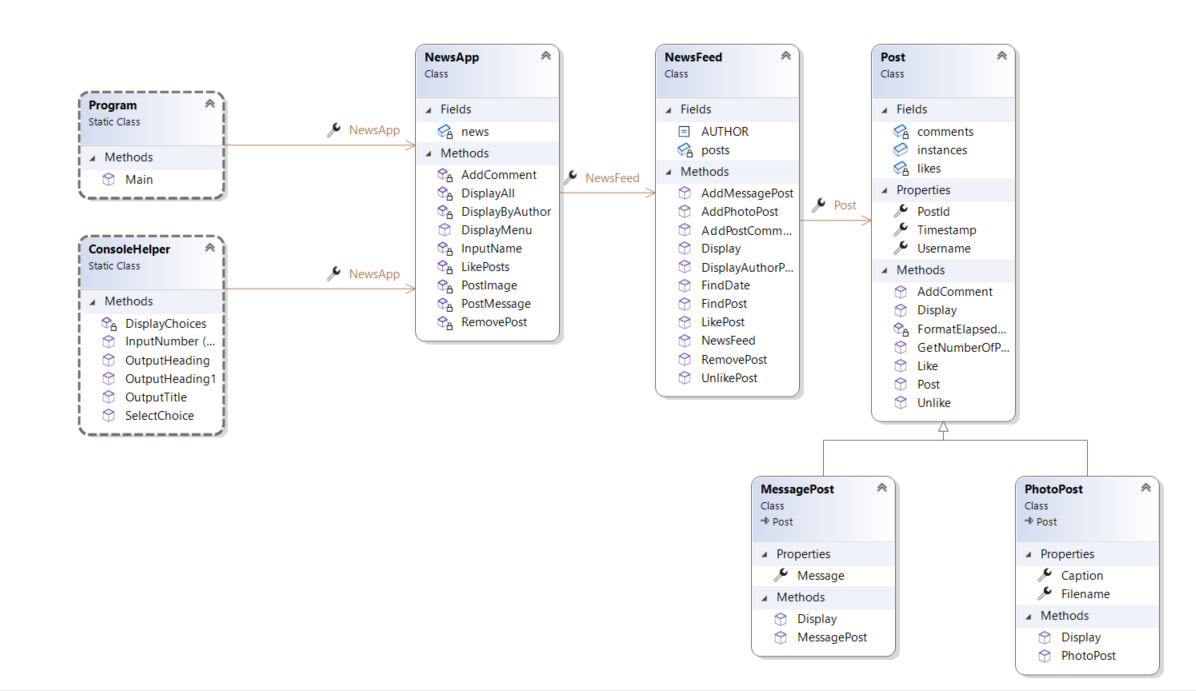 Program
Static Class
Methods
Main
ConsoleHelper
Static Class
Methods
DisplayChoices
InputNumber (...
OutputHeading
OutputHeading1
OutputTitle
SelectChoice
NewsApp
NewsApp
NewsApp
Class
Fields
news
Methods
AddComment
DisplayAll
DisplayByAuthor
DisplayMenu
InputName
LikePosts
PostImage
PostMessage
RemovePost
NewsFeed
NewsFeed
Class
Fields
AUTHOR
posts
Methods
AddMessagePost
AddPhotoPost
AddPostComm...
Display
DisplayAuthorP...
FindDate
FindPost
LikePost
NewsFeed
RemovePost
UnlikePost
Post
Post
Class
Fields
comments
instances
likes
Properties
PostId
Timestamp
Username
Methods
AddComment
Display
FormatElapsed...
GetNumberOfP...
Like
Post
Unlike
MessagePost
Class
Post
Properties
Message
Methods
Display
MessagePost
PhotoPost
Class
Post
Properties
Caption
Filename
Methods
Display
PhotoPost